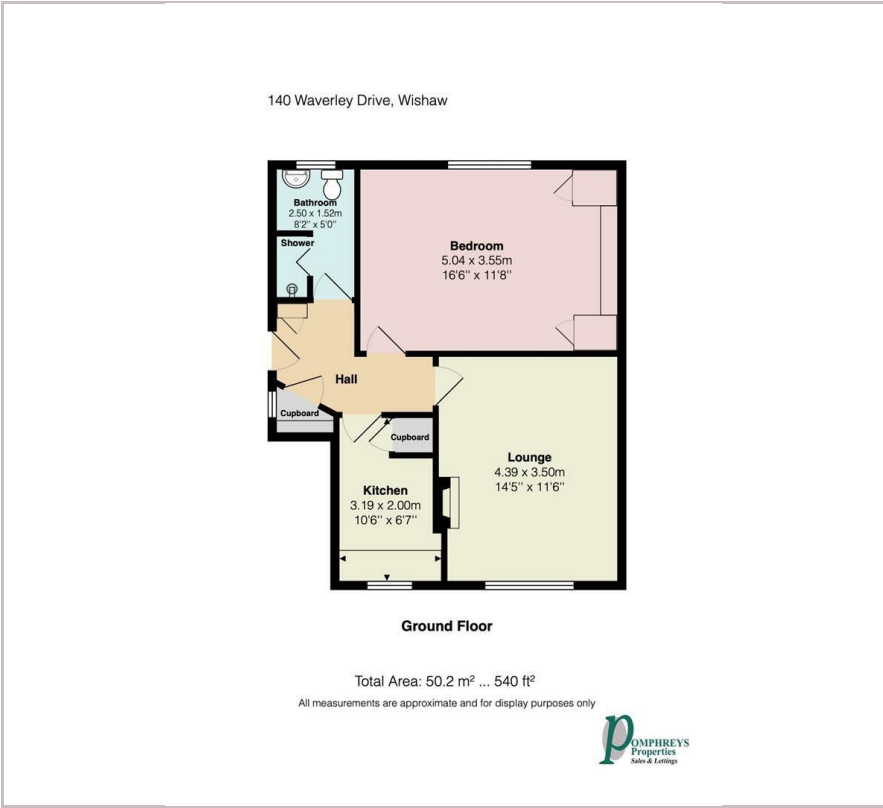 140 Waverley Drive, Wishaw
Bathroom
2.50 x 1.52m
8'2" x 5'0"
Shower
Bedroom
5.04 x 3.55m
16'6" x 11'8"
Hall
Cupboard
Cupboard
Lounge
4.39 x 3.50m
14'5" x 11'6"
Kitchen
3.19 x 2.00m
10'6" x 6'7"
Ground Floor
Total Area: 50.2 m² ... 540 ft²
All measurements are approximate and for display purposes only
POMPHREYS
Properties
Sales & Lettings